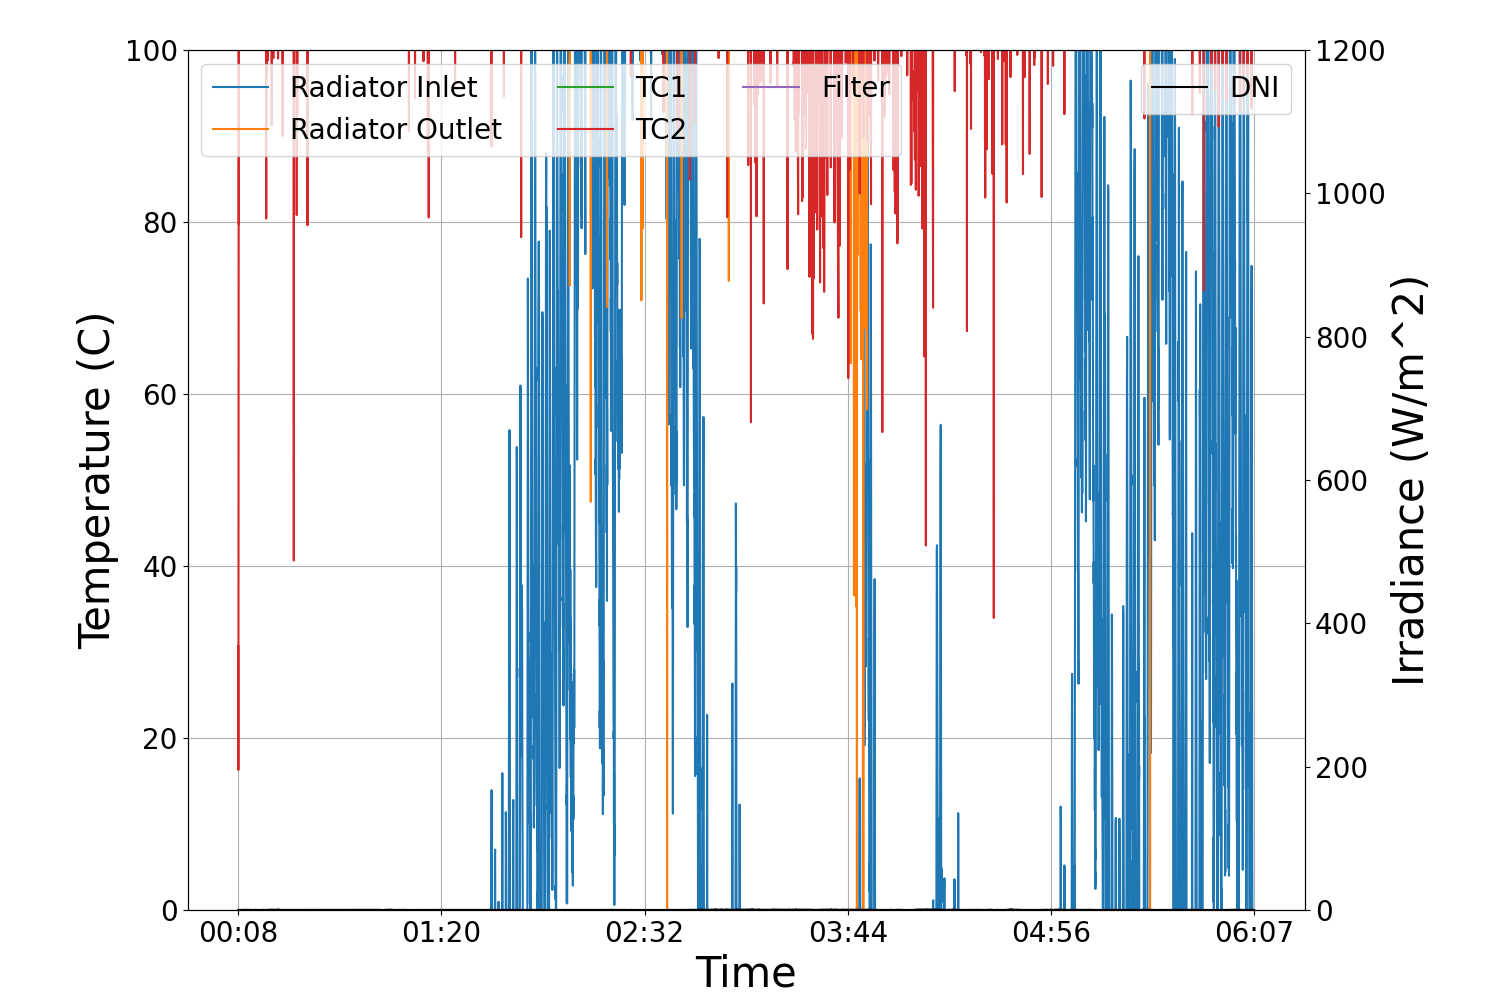 100
80
60
40
20
0
Temperature (C)
Radiator Inlet
Radiator Outlet
TC1
TC2
Filter
DNI
1200
1000
800
600
400
200
0
Irradiance (W/m^2)
00:08
01:20
02:32
03:44
04:56
06:07
Time